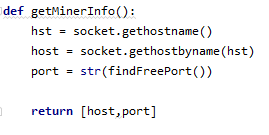 def getMinerInfo():
    hst = socket.gethostname()
    host = socket.gethostbyname(hst)
    port = str(findFreePort())

    return [host,port]